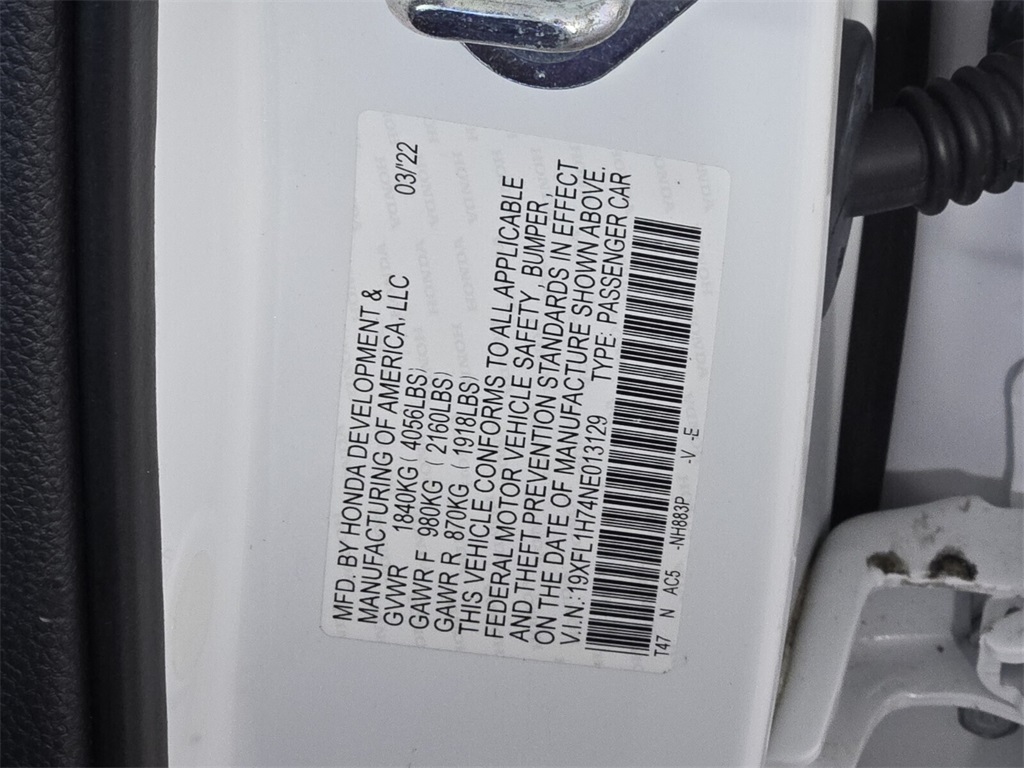 MFD. BY HONDA DEVELOPMENT &
MANUFACTURING OF AMERICA, LLC 03/'22
GVWR 1840KG ( 4056LBS)
GAWR F 980KG ( 2160LBS)
GAWR R 870KG ( 1918LBS)
THIS VEHICLE CONFORMS TO ALL APPLICABLE
FEDERAL MOTOR VEHICLE SAFETY, BUMPER,
AND THEFT PREVENTION STANDARDS IN EFFECT
ON THE DATE OF MANUFACTURE SHOWN ABOVE.
V.I.N:19XFL1H74NE013129 TYPE: PASSENGER CAR
T47 N AC5 -NH883P -V -E